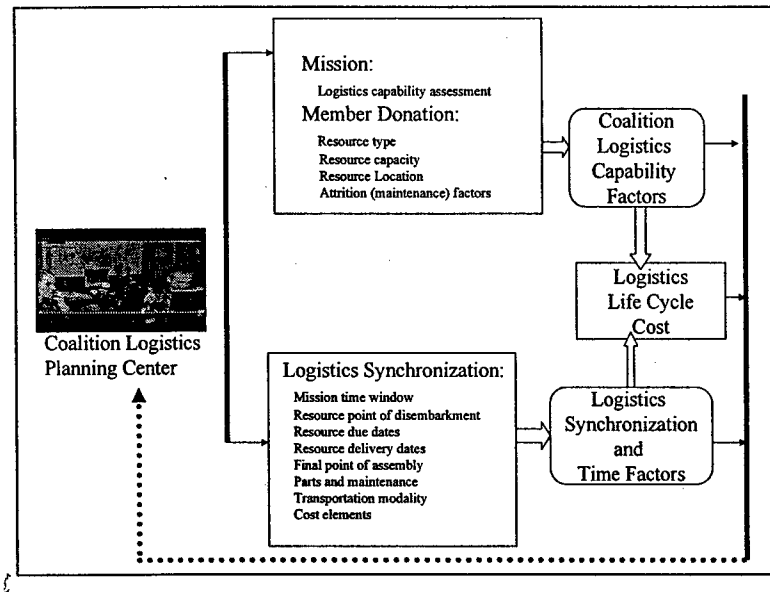 Mission:
Logistics capability assessment
Member Donation:
Resource type
Resource capacity
Resource Location
Attrition (maintenance) factors
Coalition
Logistics
Capability
Factors
Logistics
Life Cycle
Cost
Coalition Logistics
Planning Center
Logistics Synchronization:
Mission time window
Resource point of disembarkment
Resource due dates
Resource delivery dates
Final point of assembly
Parts and maintenance
Transportation modality
Cost elements
Logistics
Synchronization
and
Time Factors